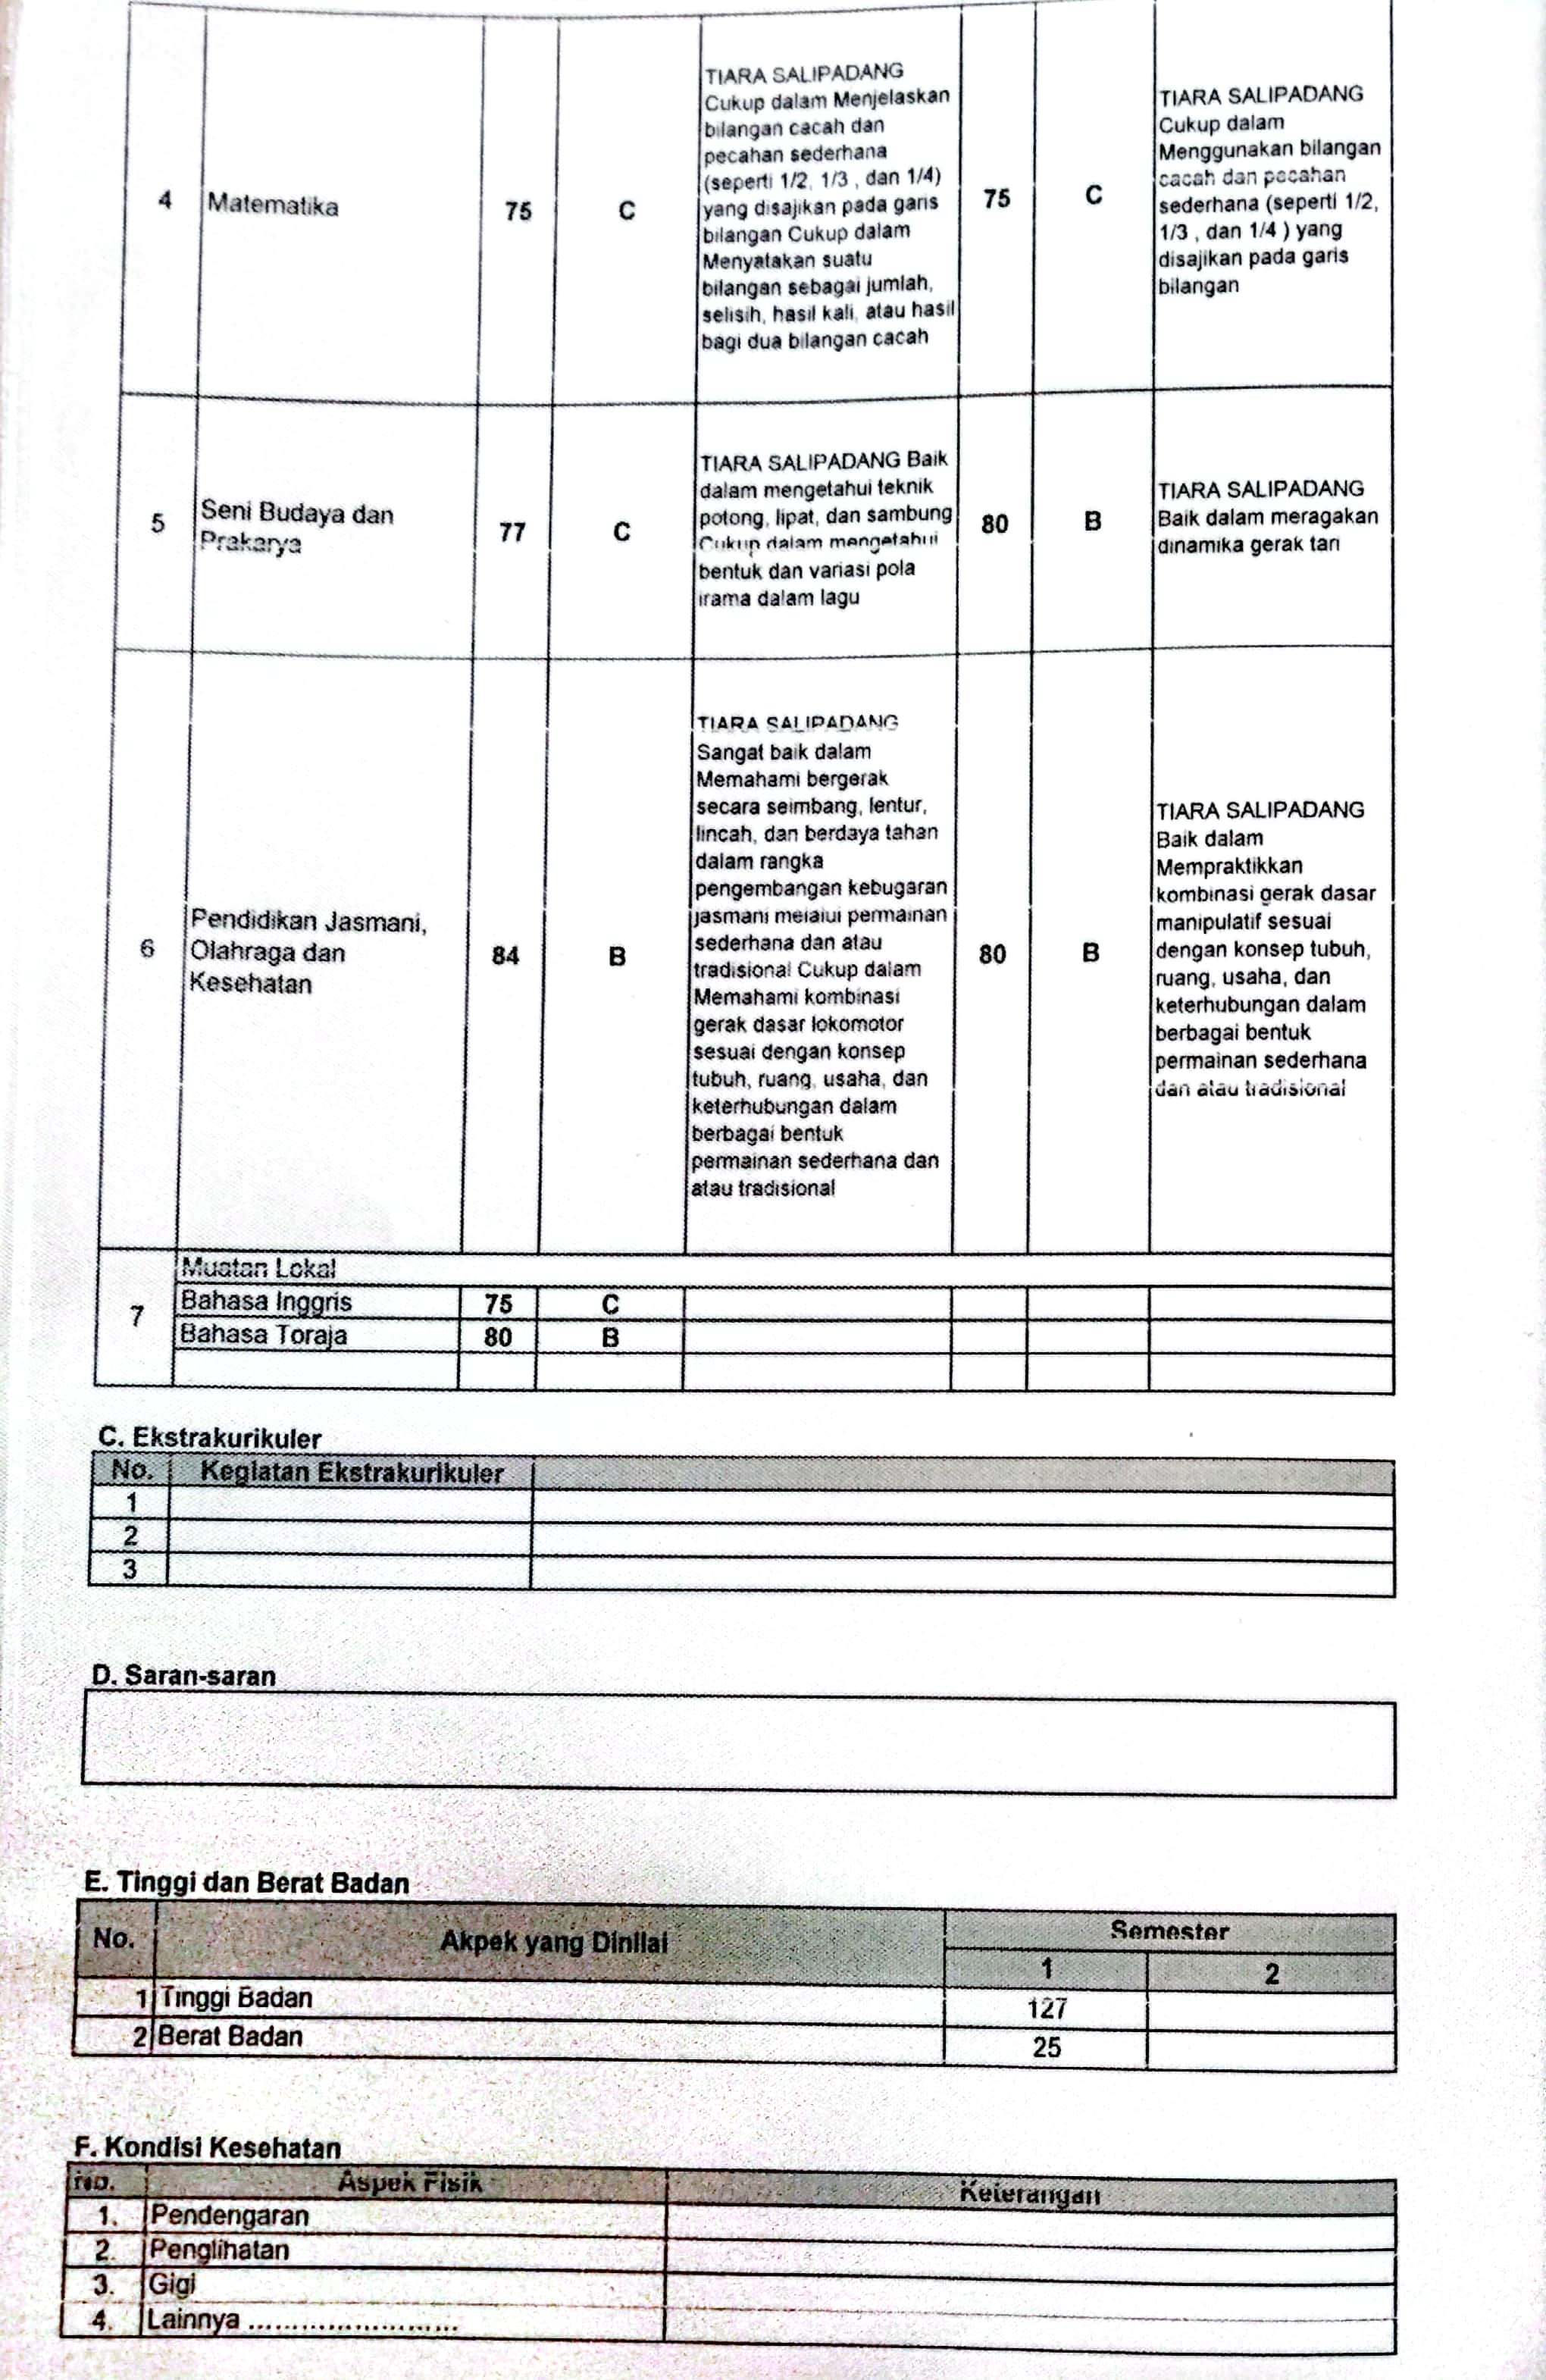 4
Matematika
75
C
TIARA SALIPADANG
Cukup dalam Menjelaskan
bilangan cacah dan
pecahan sederhana
(seperti 1/2, 1/3 , dan 1/4)
yang disajikan pada garis
bilangan Cukup dalam
Menyatakan suatu
bilangan sebagai jumlah,
selisih, hasil kali, atau hasil
bagi dua bilangan cacah
75
C
TIARA SALIPADANG
Cukup dalam
Menggunakan bilangan
cacah dan pecahan
sederhana (seperti 1/2,
1/3 , dan 1/4 ) yang
disajikan pada garis
bilangan
5
Seni Budaya dan
Prakarya
77
C
TIARA SALIPADANG Baik
dalam mengetahui teknik
potong, lipat, dan sambung
Cukup dalam mengetahui
bentuk dan variasi pola
irama dalam lagu
80
B
TIARA SALIPADANG
Baik dalam meragakan
dinamika gerak tari
6
Pendidikan Jasmani,
Olahraga dan
Kesehatan
84
B
TIARA SALIPADANG
Sangat baik dalam
Memahami bergerak
secara seimbang, lentur,
lincah, dan berdaya tahan
dalam rangka
pengembangan kebugaran
jasmani melalui permainan
sederhana dan atau
tradisional Cukup dalam
Memahami kombinasi
gerak dasar lokomotor
sesuai dengan konsep
tubuh, ruang, usaha, dan
keterhubungan dalam
berbagai bentuk
permainan sederhana dan
atau tradisional
80
B
TIARA SALIPADANG
Baik dalam
Mempraktikkan
kombinasi gerak dasar
manipulatif sesuai
dengan konsep tubuh,
ruang, usaha, dan
keterhubungan dalam
berbagai bentuk
permainan sederhana
dan atau tradisional
7
Muatan Lokal
Bahasa Inggris 75 C
Bahasa Toraja 80 B
C. Ekstrakurikuler
No. Kegiatan Ekstrakurikuler
1
2
3
D. Saran-saran
E. Tinggi dan Berat Badan
No. Akpek yang Dinilai Semester
1 2
1 Tinggi Badan 127
2 Berat Badan 25
F. Kondisi Kesehatan
No. Aspek Fisik Keterangan
1. Pendengaran
2. Penglihatan
3. Gigi
4. Lainnya ........................